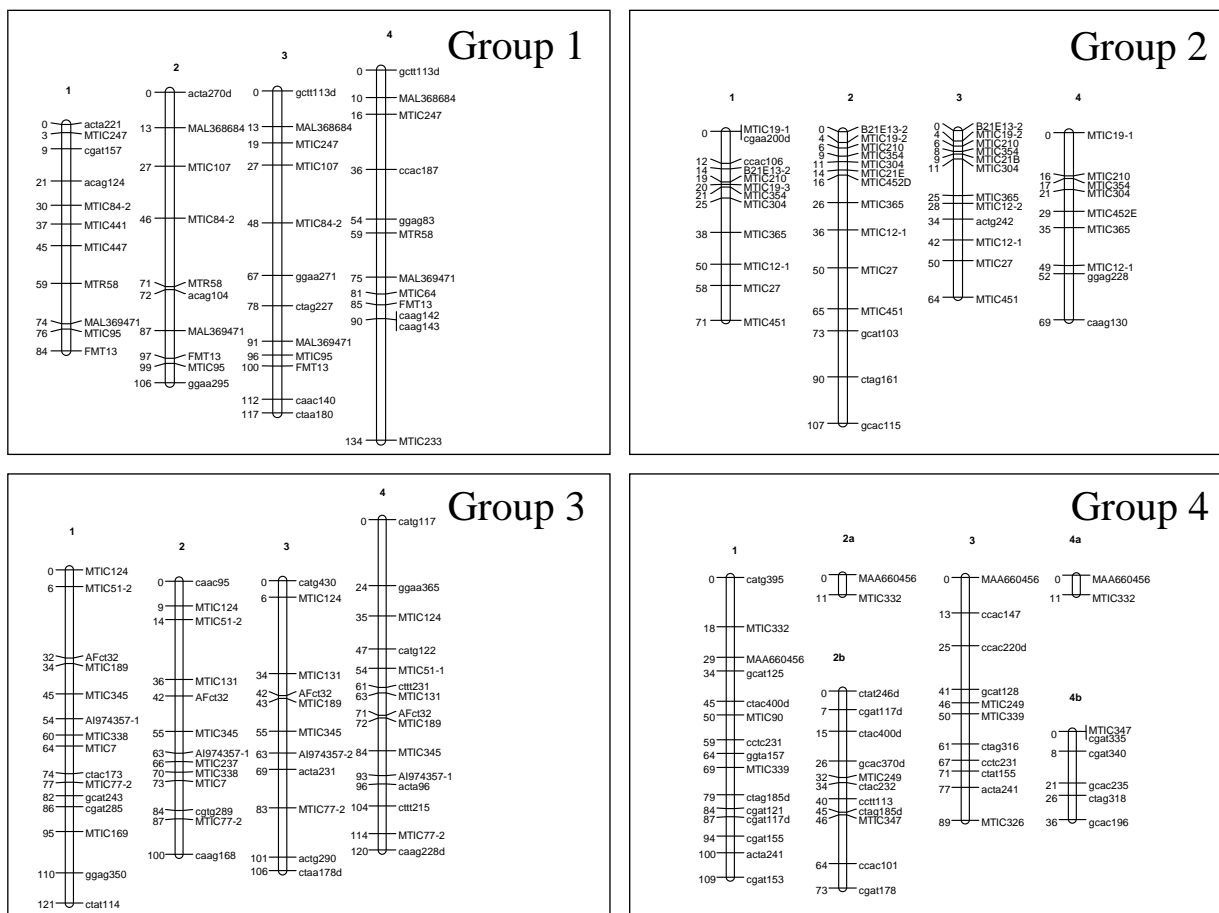 Group 1
1
0 acta221
3 MTIC247
9 cgat157
21 acag124
30 MTIC84-2
37 MTIC441
45 MTIC447
59 MTR58
74 MAL369471
76 MTIC95
84 FMT13
2
0 acta270d
13 MAL368684
27 MTIC107
46 MTIC84-2
71 MTR58
72 acag104
87 MAL369471
97 FMT13
99 MTIC95
106 ggaa295
3
0 gctt113d
13 MAL368684
19 MTIC247
27 MTIC107
48 MTIC84-2
67 ggaa271
78 ctag227
91 MAL369471
96 MTIC95
100 FMT13
112 caac140
117 ctaa180
4
0 gctt113d
10 MAL368684
16 MTIC247
36 ccac187
54 ggag83
59 MTR58
75 MAL369471
81 MTIC64
85 FMT13
90 caag142
caag143
134 MTIC233
Group 2
1
0 MTIC19-1
cgaa200d
12 ccac106
14 B21E13-2
19 MTIC210
20 MTIC19-3
21 MTIC354
25 MTIC304
38 MTIC365
50 MTIC12-1
58 MTIC27
71 MTIC451
2
0 B21E13-2
4 MTIC19-2
6 MTIC210
9 MTIC354
11 MTIC304
14 MTIC21E
16 MTIC452D
26 MTIC365
36 MTIC12-1
50 MTIC27
65 MTIC451
73 gcat103
90 ctag161
107 gcac115
3
0 B21E13-2
4 MTIC19-2
6 MTIC210
8 MTIC354
9 MTIC21B
11 MTIC304
25 MTIC365
28 MTIC12-2
34 actg242
42 MTIC12-1
50 MTIC27
64 MTIC451
4
0 MTIC19-1
16 MTIC210
17 MTIC354
21 MTIC304
29 MTIC452E
35 MTIC365
49 MTIC12-1
52 ggag228
69 caag130
Group 3
1
0 MTIC124
6 MTIC51-2
32 AFct32
34 MTIC189
45 MTIC345
54 AI974357-1
60 MTIC338
64 MTIC7
74 ctac173
77 MTIC77-2
82 gcat243
86 cgat285
95 MTIC169
110 ggag350
121 ctat114
2
0 caac95
9 MTIC124
14 MTIC51-2
36 MTIC131
42 AFct32
55 MTIC345
63 AI974357-1
66 MTIC237
70 MTIC338
73 MTIC7
84 cgtg289
87 MTIC77-2
100 caag168
3
0 catg430
6 MTIC124
34 MTIC131
42 AFct32
43 MTIC189
55 MTIC345
63 AI974357-2
69 acta231
83 MTIC77-2
101 actg290
106 ctaa178d
4
0 catg117
24 ggaa365
35 MTIC124
47 catg122
54 MTIC51-1
61 cttt231
63 MTIC131
71 AFct32
72 MTIC189
84 MTIC345
93 AI974357-1
96 acta96
104 cttt215
114 MTIC77-2
120 caag228d
Group 4
1
0 catg395
18 MTIC332
29 MAA660456
34 gcat125
45 ctac400d
50 MTIC90
59 cctc231
64 ggta157
69 MTIC339
79 ctag185d
84 cgat121
87 cgat117d
94 cgat155
100 acta241
109 cgat153
2a
0 MAA660456
11 MTIC332
2b
0 ctat246d
7 cgat117d
15 ctac400d
26 gcac370d
32 MTIC249
34 ctac232
40 cctt113
45 ctag185d
46 MTIC347
64 ccac101
73 cgat178
3
0 MAA660456
13 ccac147
25 ccac220d
41 gcat128
46 MTIC249
50 MTIC339
61 ctag316
67 cctc231
71 ctat155
77 acta241
89 MTIC326
4a
0 MAA660456
11 MTIC332
4b
0 MTIC347
cgat335
8 cgat340
21 gcac235
26 ctag318
36 gcac196